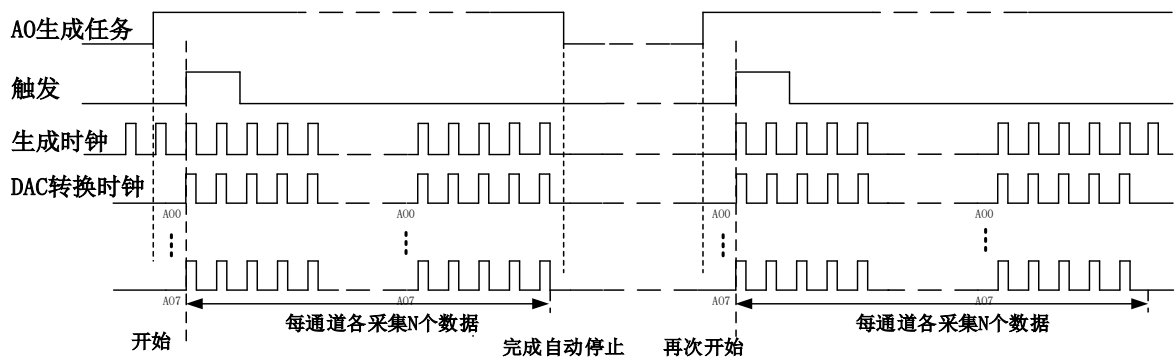 AO生成任务
触发
生成时钟
DAC转换时钟
AO0 AO0 AO0 AO0
AO7 AO7 AO7 AO7
每通道各采集N个数据 每通道各采集N个数据
开始 完成自动停止 再次开始